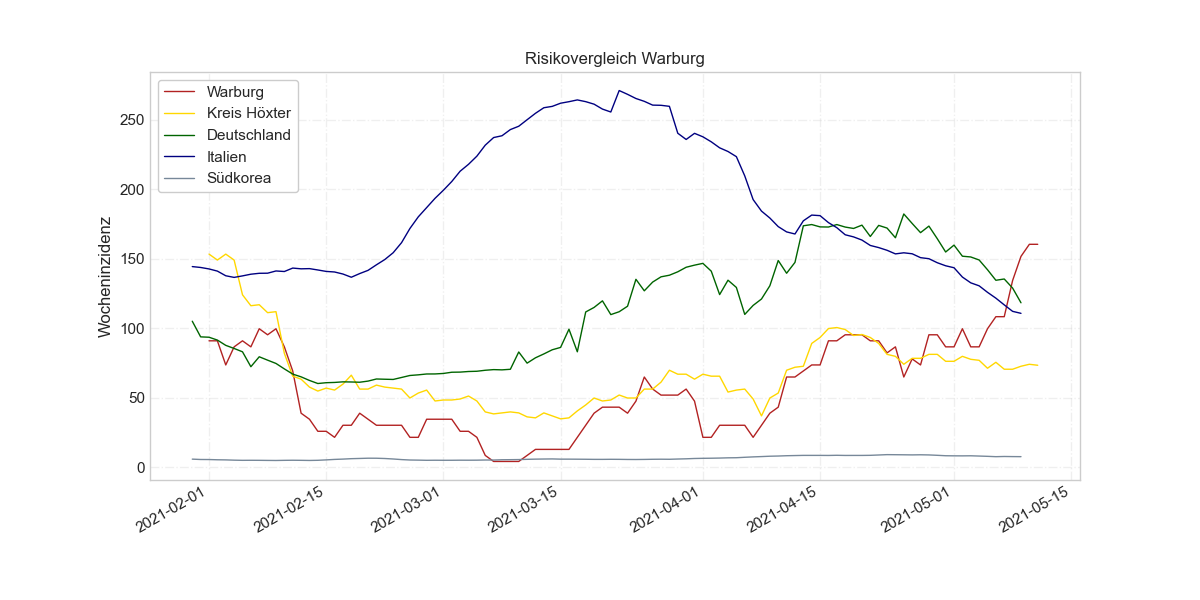 Risikovergleich Warburg
Warburg
Kreis Höxter
Deutschland
Italien
Südkorea
Wocheninzidenz
250
200
150
100
50
0
2021-02-01
2021-02-15
2021-03-01
2021-03-15
2021-04-01
2021-04-15
2021-05-01
2021-05-15